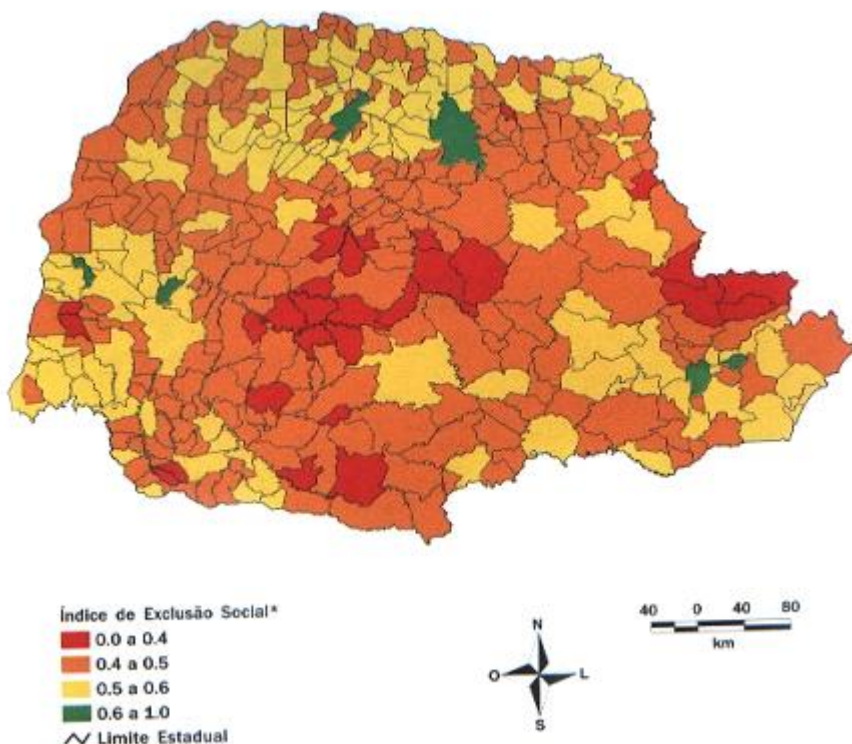 Índice de Exclusão Social*
0.0 a 0.4
0.4 a 0.5
0.5 a 0.6
0.6 a 1.0
Limite Estadual
N
O L
S
40 0 40 80
km